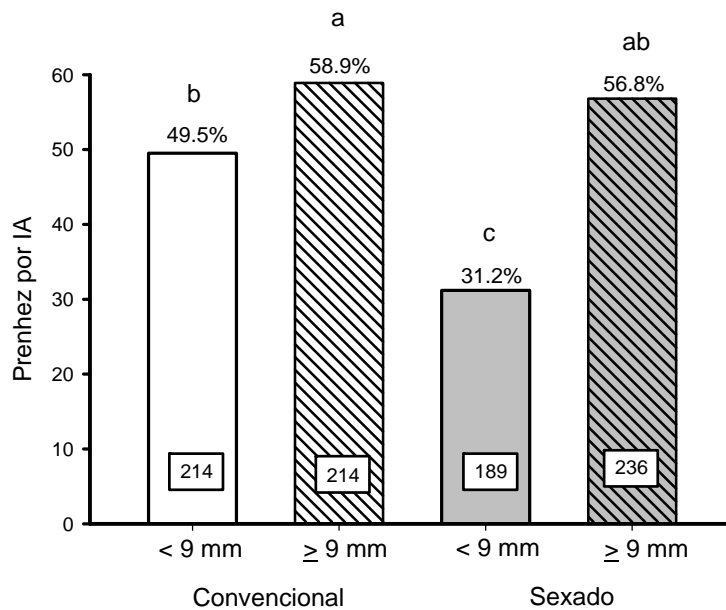 a
ab
60
58.9%
56.8%
b
49.5%
50
40
c
31.2%
30
Prenhez por IA
20
10
214
214
189
236
0
< 9 mm
≥ 9 mm
< 9 mm
≥ 9 mm
Convencional
Sexado